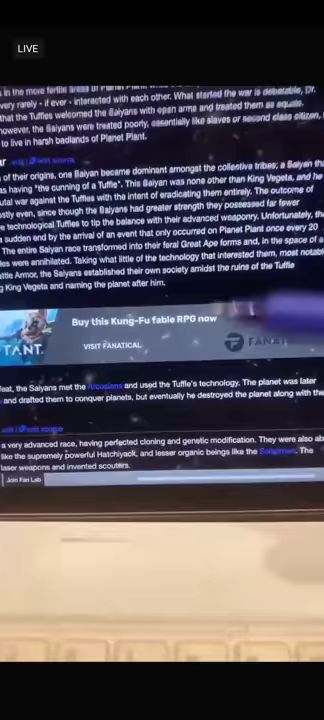 LIVE
in the more fertile areas of Planet Plant
very rarely - if ever - interacted with each other. What started the war is debatable, Dr.
that the Tuffles welcomed the Saiyans with open arms and treated them as equals.
however, the Saiyans were treated poorly, essentially like slaves or second class citizen,
to live in harsh badlands of Planet Plant.
edit source
of their origins, one Saiyan became dominant amongst the collective tribes; a Saiyan
as having "the cunning of a Tuffle". This Saiyan was none other than King Vegeta, and he
utal war against the Tuffles with the intent of eradicating them entirely. The outcome of
ostly even, since though the Saiyans had greater strength they possessed far fewer
e technological Tuffles to tip the balance with their advanced weaponry. Unfortunately, the
a sudden end by the arrival of an event that only occurred on Planet Plant once every 20
The entire Saiyan race transformed into their feral Great Ape forms and, in the space of a
les were annihilated. Taking what little of the technology that interested them, most notab
attle Armor, the Saiyans established their own society amidst the ruins of the Tuffle
g King Vegeta and naming the planet after him.
Buy this Kung-Fu fable RPG now
TANT.
VISIT FANATICAL
FANAT
feat, the Saiyans met the Arcosians and used the Tuffle's technology. The planet was later
and drafted them to conquer planets, but eventually he destroyed the planet along with the
edit source
a very advanced race, having perfected cloning and genetic modification. They were also ab
like the supremely powerful Hatchiyack, and lesser organic beings like the The
laser weapons and invented scouters.
Join Fan Lab